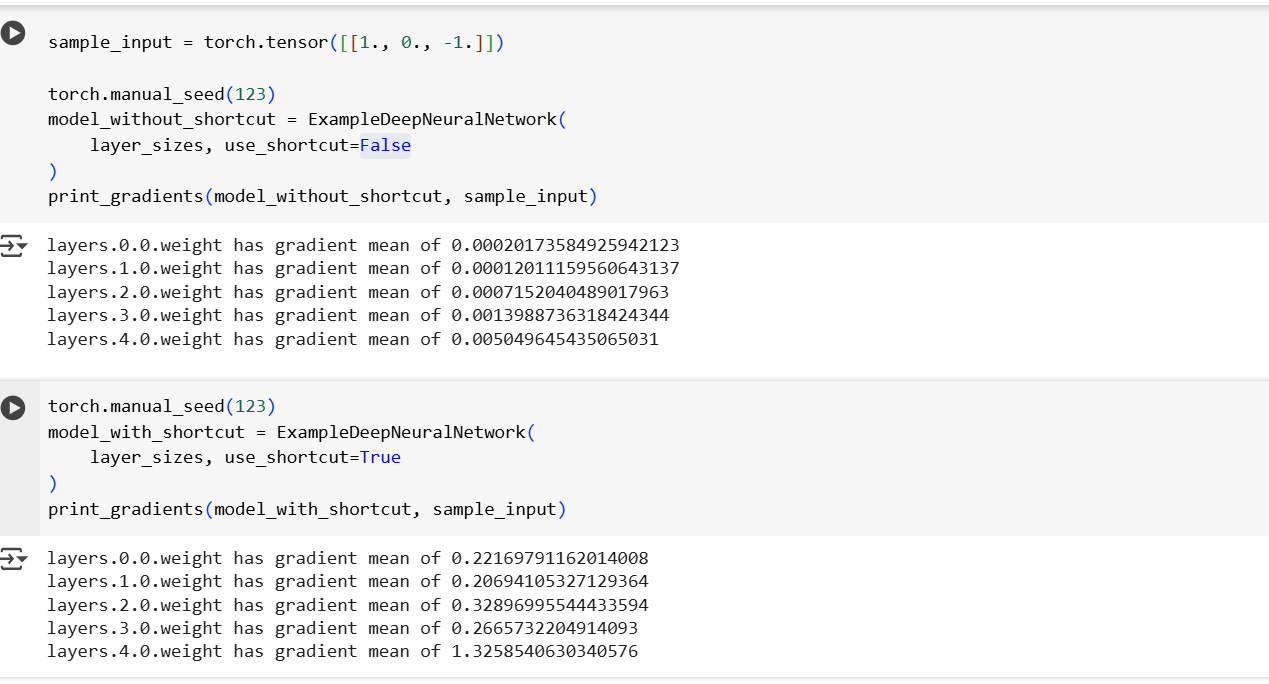 sample_input = torch.tensor([[1., 0., -1.]])
torch.manual_seed(123)
model_without_shortcut = ExampleDeepNeuralNetwork(
    layer_sizes, use_shortcut=False
)
print_gradients(model_without_shortcut, sample_input)
layers.0.0.weight has gradient mean of 0.00020173584925942123
layers.1.0.weight has gradient mean of 0.00012011159560643137
layers.2.0.weight has gradient mean of 0.0007152040489017963
layers.3.0.weight has gradient mean of 0.0013988736318424344
layers.4.0.weight has gradient mean of 0.005049645435065031
torch.manual_seed(123)
model_with_shortcut = ExampleDeepNeuralNetwork(
    layer_sizes, use_shortcut=True
)
print_gradients(model_with_shortcut, sample_input)
layers.0.0.weight has gradient mean of 0.22169791162014008
layers.1.0.weight has gradient mean of 0.20694105327129364
layers.2.0.weight has gradient mean of 0.32896995544433594
layers.3.0.weight has gradient mean of 0.2665732204914093
layers.4.0.weight has gradient mean of 1.3258540630340576